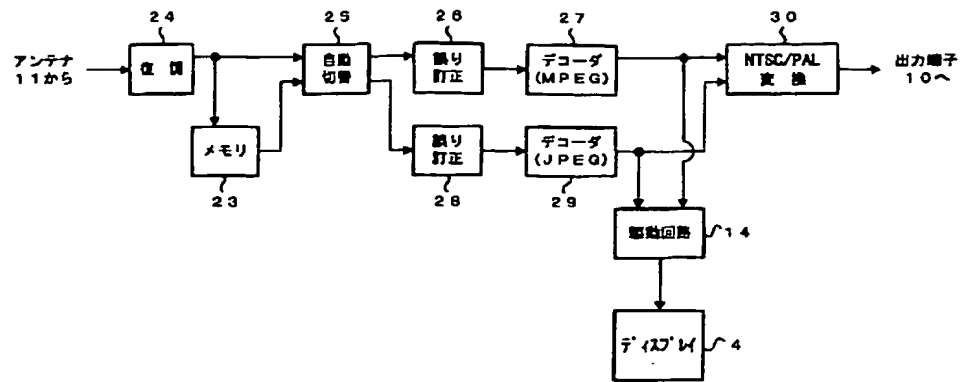 24
25
26
27
30
アンテナ
11から
復調
自動
切替
誤り
訂正
デコーダ
(MPEG)
NTSC/PAL
変換
出力端子
10へ
メモリ
23
誤り
訂正
28
デコーダ
(JPEG)
29
駆動回路
14
ディスプレイ
4